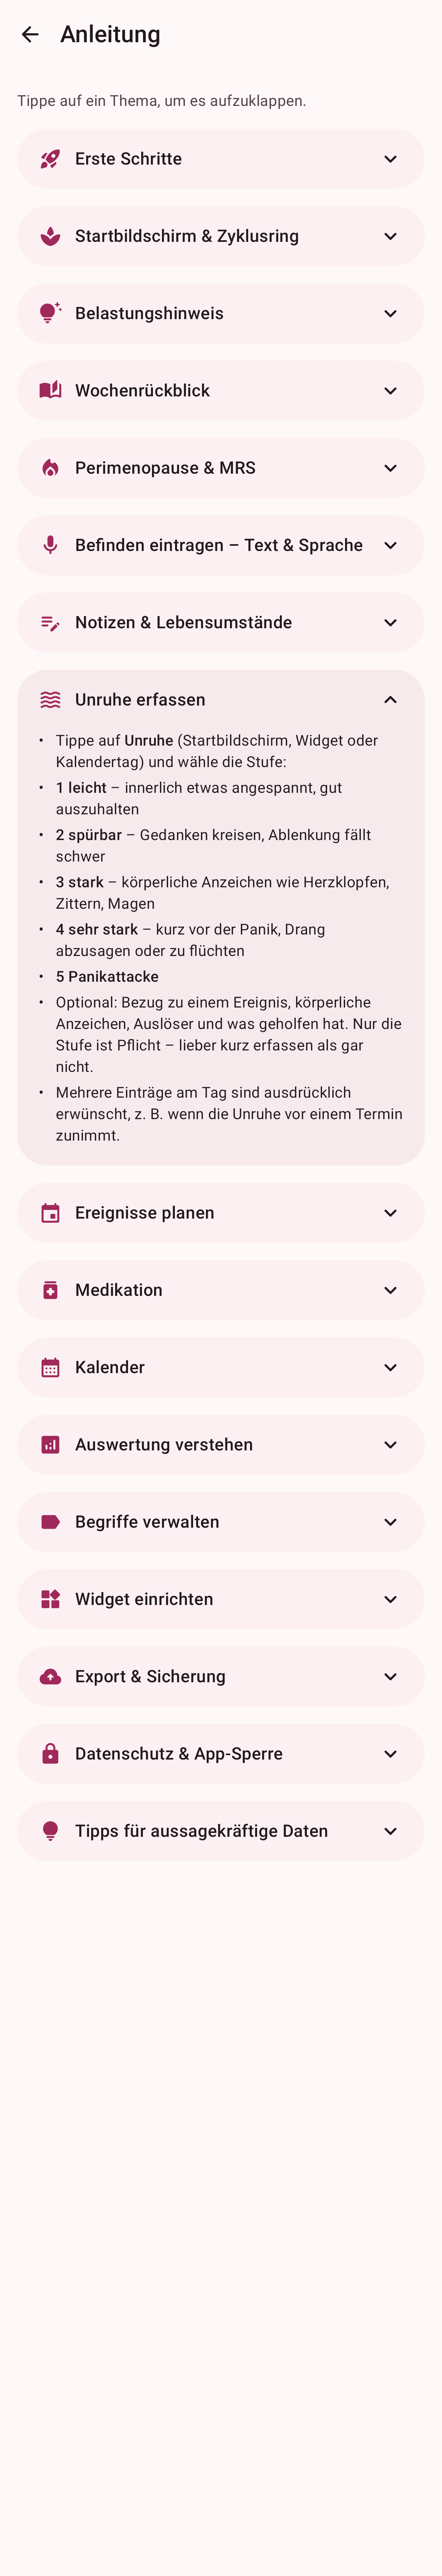 Anleitung
Tippe auf ein Thema, um es aufzuklappen.
Erste Schritte
Startbildschirm & Zyklusring
Belastungshinweis
Wochenrückblick
Perimenopause & MRS
Befinden eintragen – Text & Sprache
Notizen & Lebensumstände
Unruhe erfassen
• Tippe auf Unruhe (Startbildschirm, Widget oder
Kalendertag) und wähle die Stufe:
• 1 leicht – innerlich etwas angespannt, gut
auszuhalten
• 2 spürbar – Gedanken kreisen, Ablenkung fällt
schwer
• 3 stark – körperliche Anzeichen wie Herzklopfen,
Zittern, Magen
• 4 sehr stark – kurz vor der Panik, Drang
abzusagen oder zu flüchten
• 5 Panikattacke
• Optional: Bezug zu einem Ereignis, körperliche
Anzeichen, Auslöser und was geholfen hat. Nur die
Stufe ist Pflicht – lieber kurz erfassen als gar
nicht.
• Mehrere Einträge am Tag sind ausdrücklich
erwünscht, z. B. wenn die Unruhe vor einem Termin
zunimmt.
Ereignisse planen
Medikation
Kalender
Auswertung verstehen
Begriffe verwalten
Widget einrichten
Export & Sicherung
Datenschutz & App-Sperre
Tipps für aussagekräftige Daten